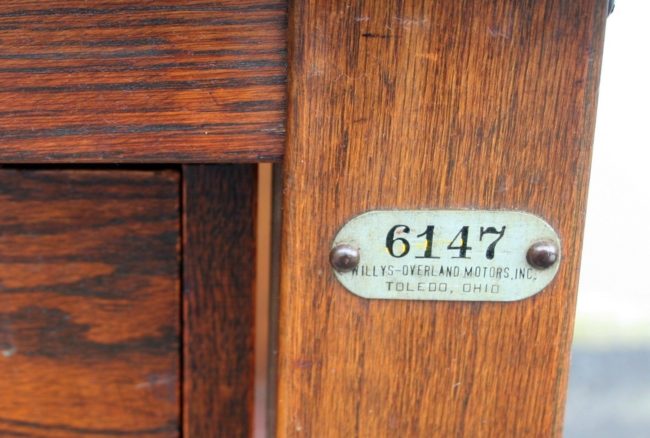 6147
WILLYS-OVERLAND MOTORS, INC.
TOLEDO, OHIO